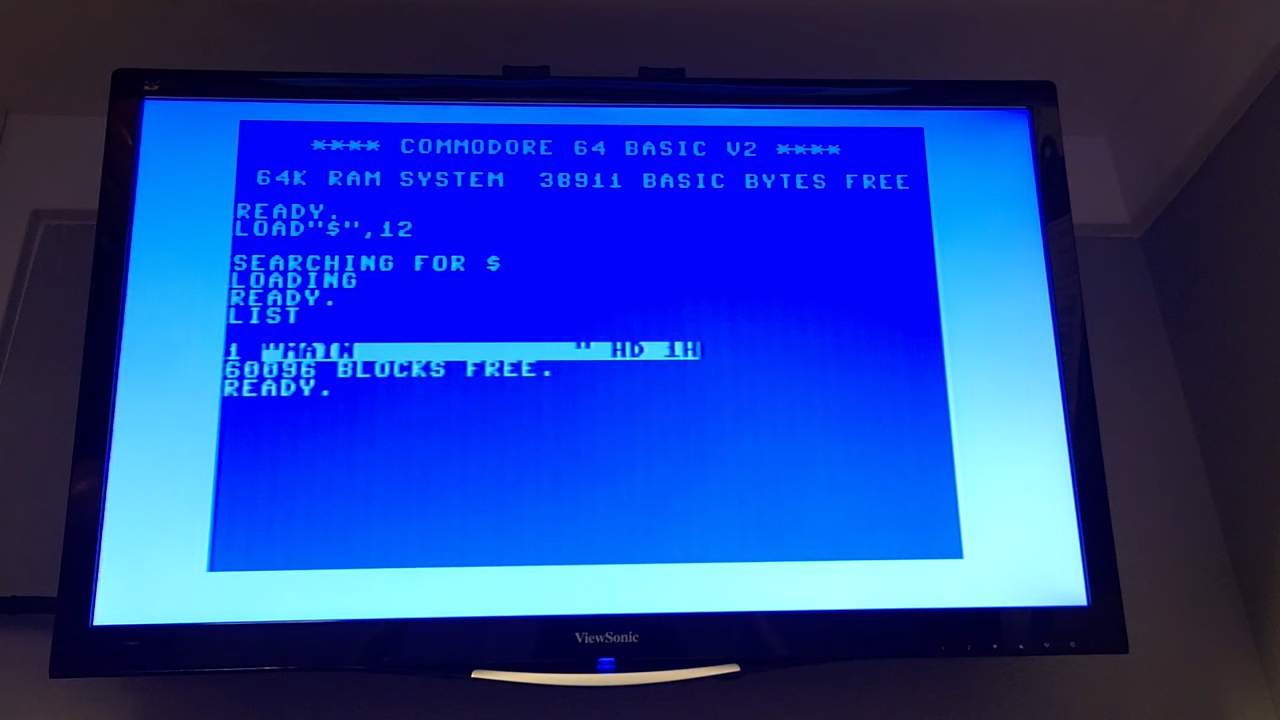 **** COMMODORE 64 BASIC V2 ****
64K RAM SYSTEM 38911 BASIC BYTES FREE
READY.
LOAD"$",12
SEARCHING FOR $
LOADING
READY.
LIST
1 "MAIN " HD 1H
60096 BLOCKS FREE.
READY.
ViewSonic